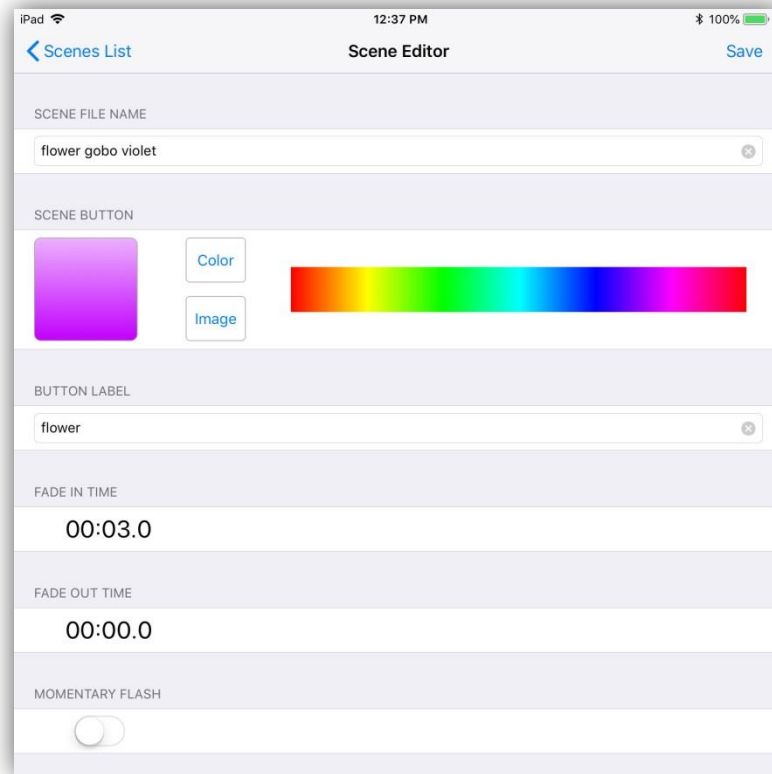 iPad 12:37 PM 100%
Scenes List Scene Editor Save
SCENE FILE NAME
flower gobo violet
SCENE BUTTON
Color
Image
BUTTON LABEL
flower
FADE IN TIME
00:03.0
FADE OUT TIME
00:00.0
MOMENTARY FLASH